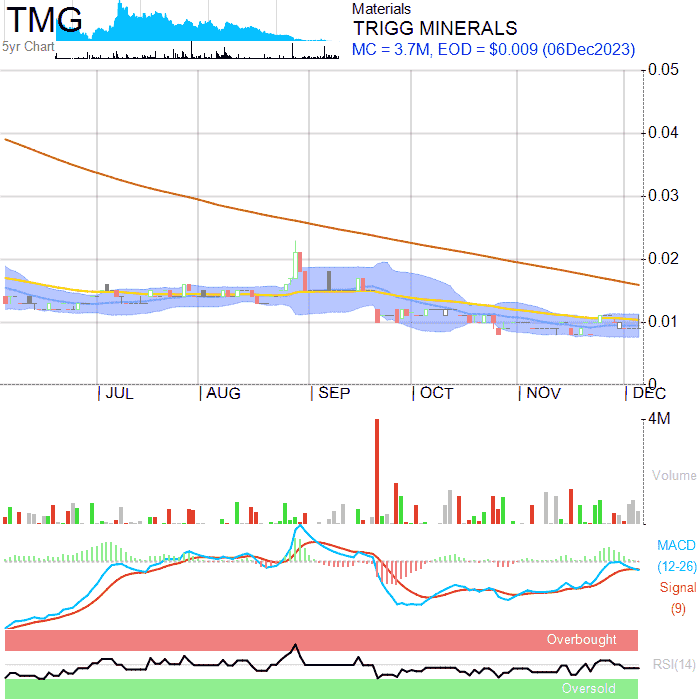 TMG
5yr Chart
Materials
TRIGG MINERALS
MC = 3.7M, EOD = $0.009 (06Dec2023)
0.05
0.04
0.03
0.02
0.01
0
JUL AUG SEP OCT NOV DEC
4M
Volume
MACD
(12-26)
Signal
(9)
Overbought
RSI(14)
Oversold